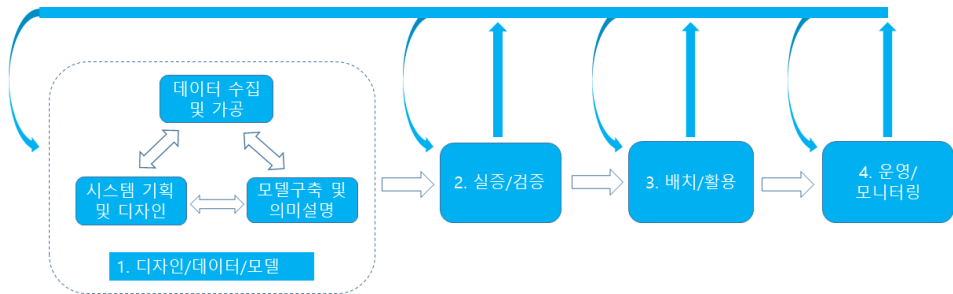 데이터 수집
및 가공
시스템 기획
및 디자인
모델구축 및
의미설명
1. 디자인/데이터/모델
2. 실증/검증
3. 배치/활용
4. 운영/
모니터링